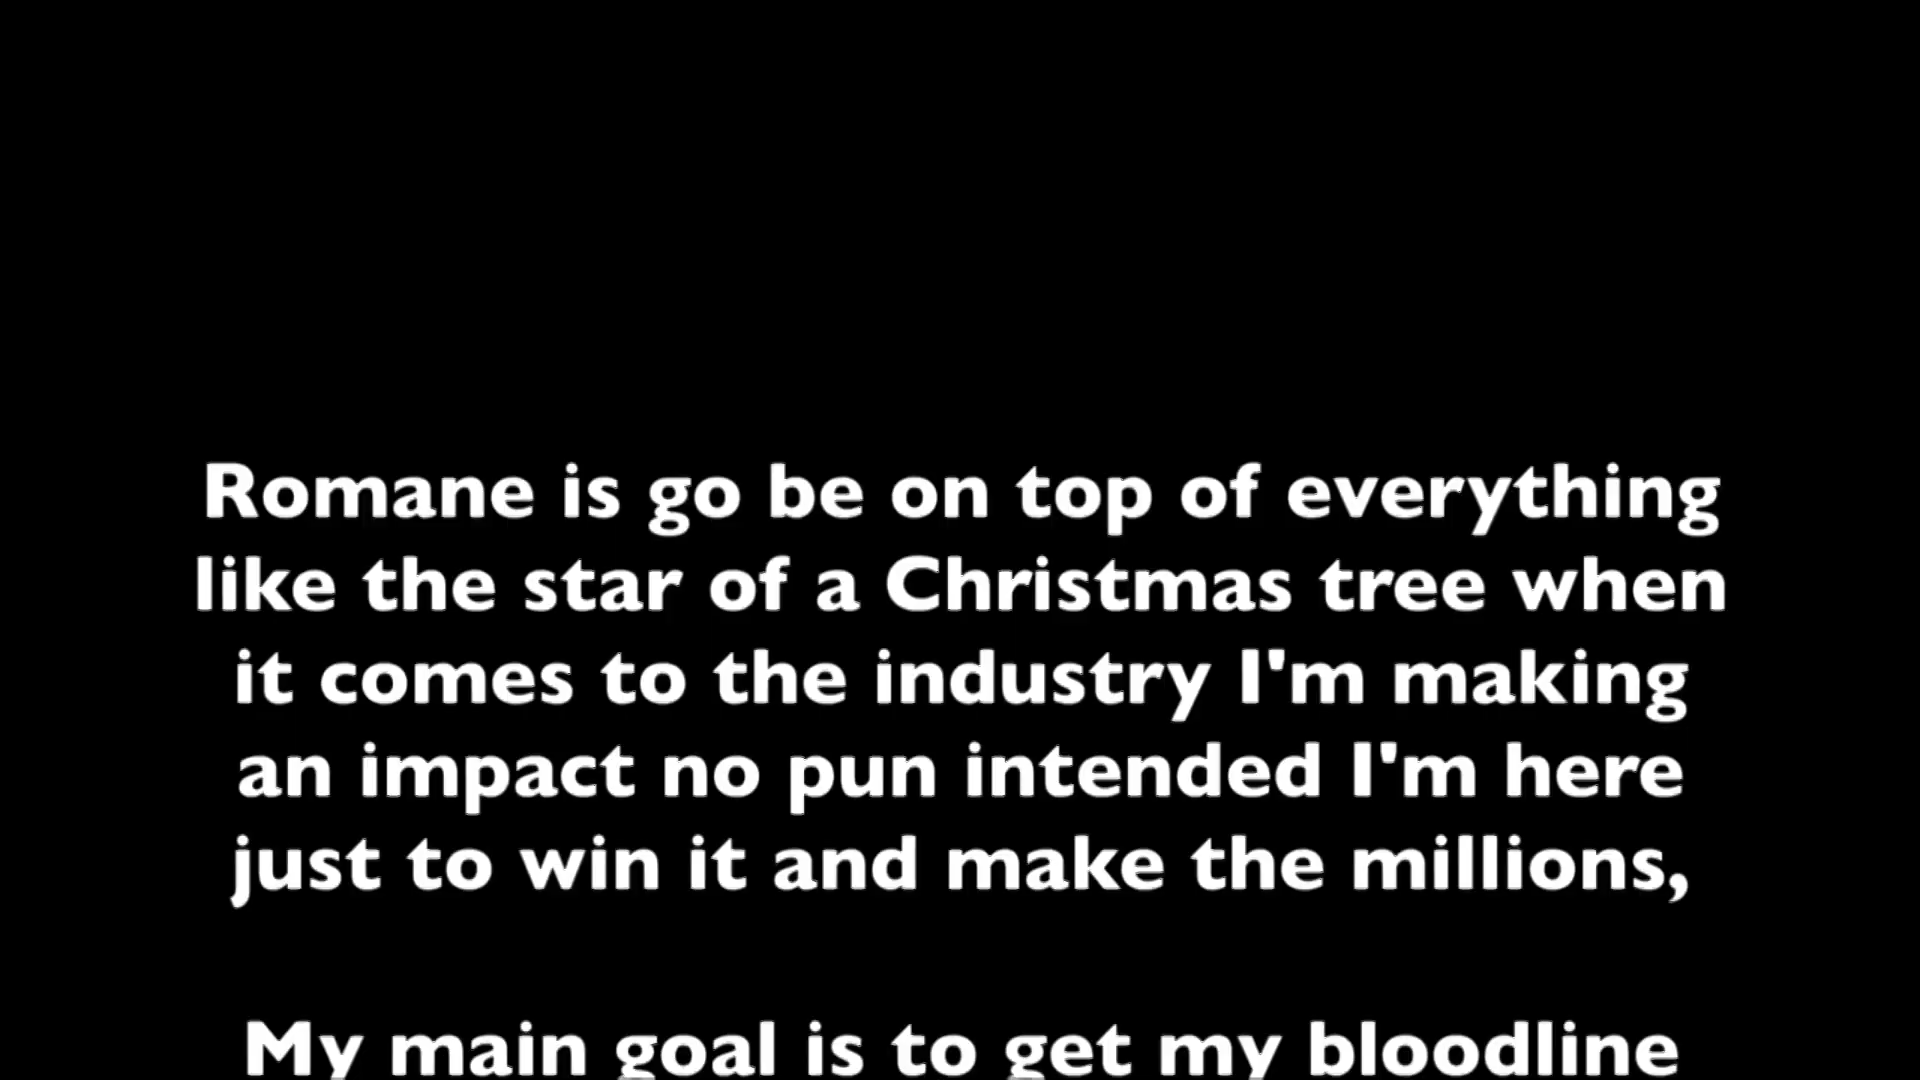 Romane is go be on top of everything
like the star of a Christmas tree when
it comes to the industry I'm making
an impact no pun intended I'm here
just to win it and make the millions,
My main goal is to get my bloodline